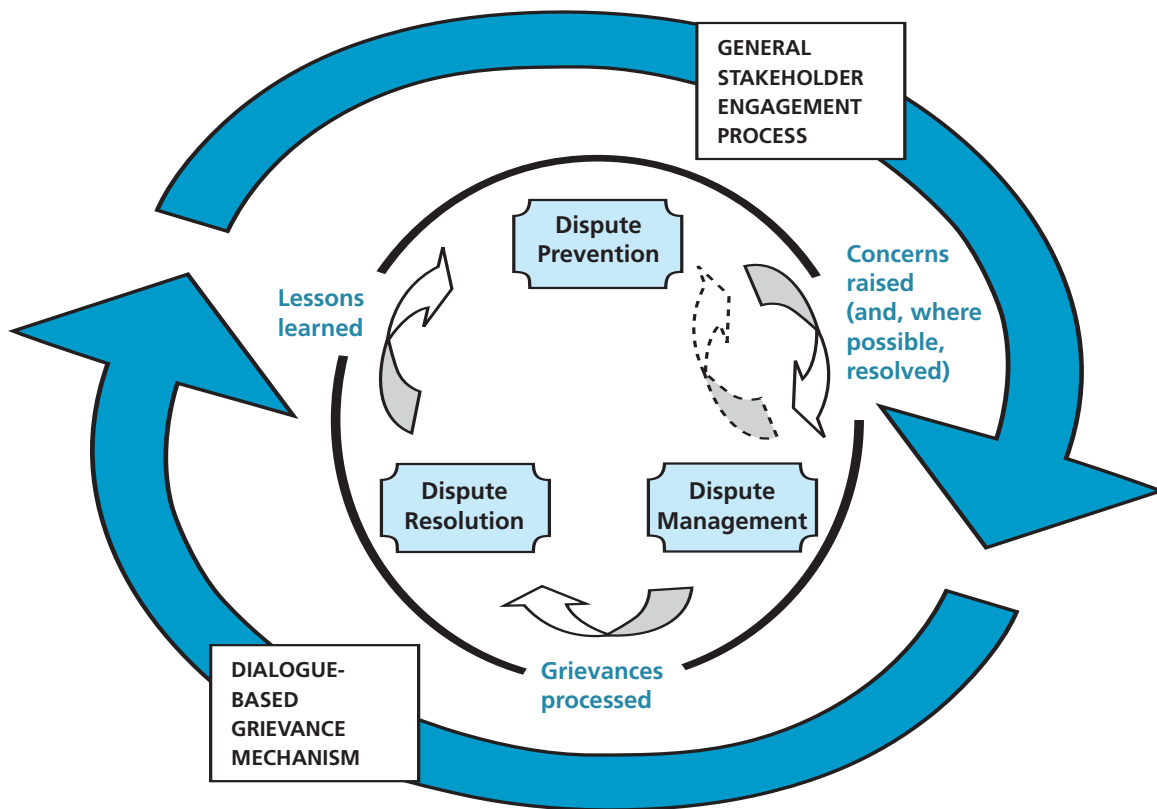 GENERAL
STAKEHOLDER
ENGAGEMENT
PROCESS
Dispute
Prevention
Concerns
raised
(and, where
possible,
resolved)
Lessons
learned
Dispute
Resolution
Dispute
Management
Grievances
processed
DIALOGUE-
BASED
GRIEVANCE
MECHANISM